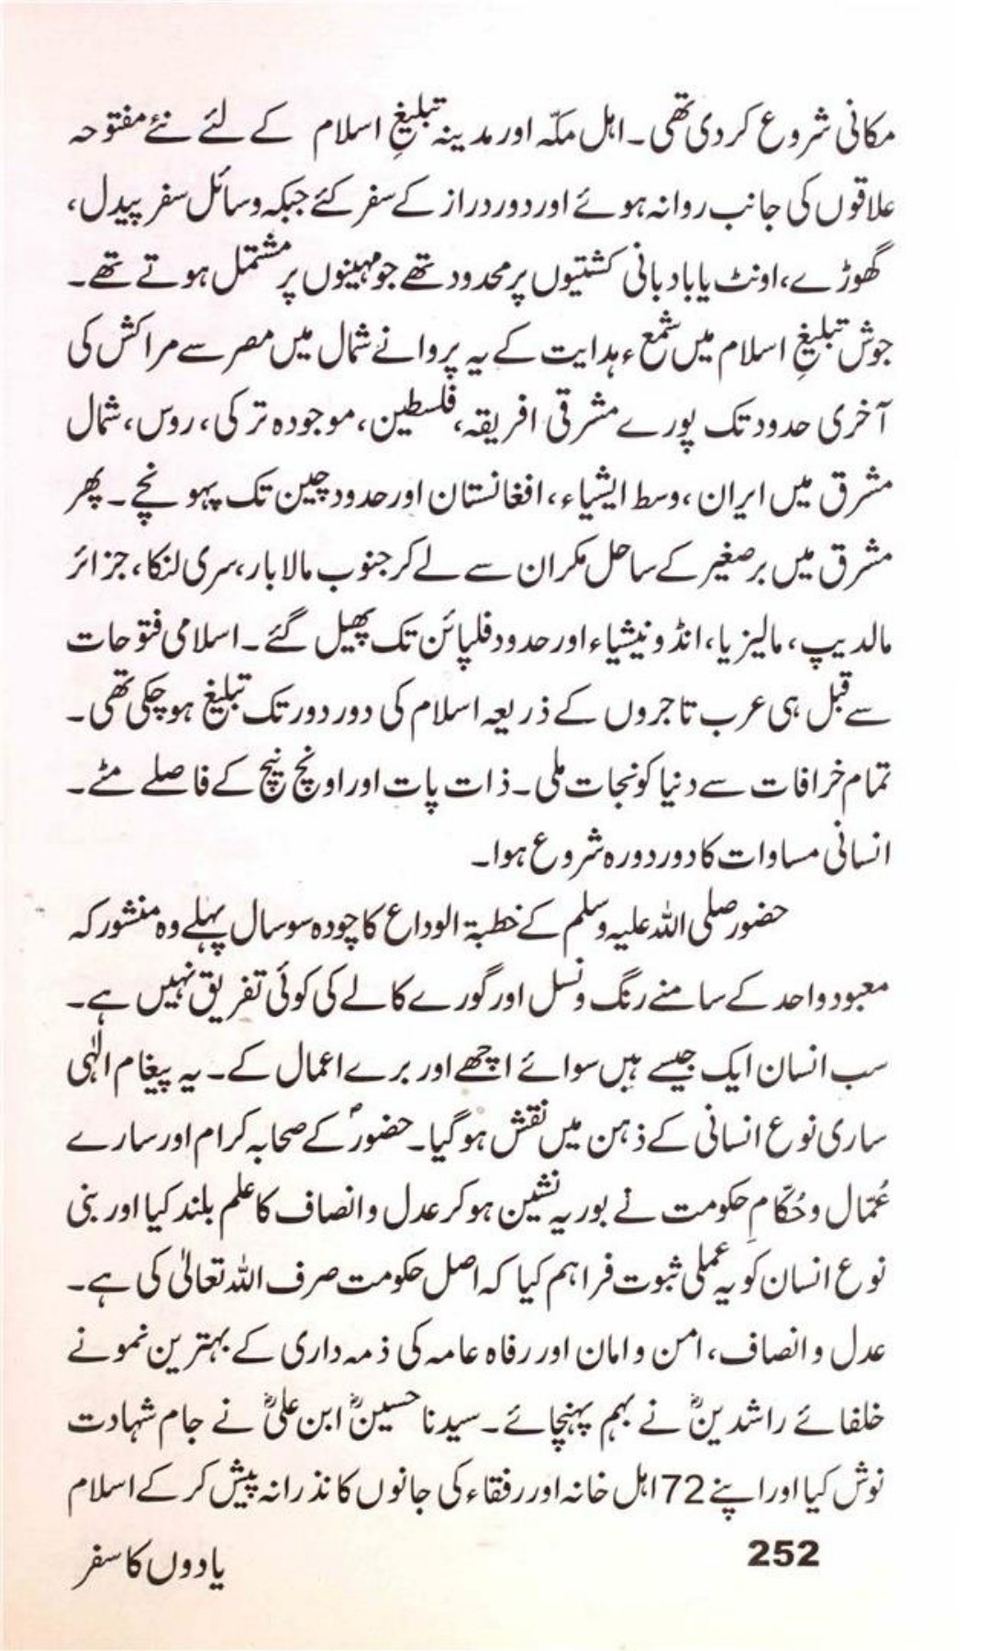 مکانی شروع کردی تھی۔ اہل مکّہ اور مدینہ تبلیغِ اسلام کے لئے نئے مفتوحہ
علاقوں کی جانب روانہ ہوئے اور دور دراز کے سفر کئے جبکہ وسائل سفر پیدل،
گھوڑے، اونٹ یا بادبانی کشتیوں پر محدود تھے جو مہینوں پر مشتمل ہوتے تھے۔
جوش تبلیغِ اسلام میں شمعِ ہدایت کے یہ پروانے شمال میں مصر سے مراکش کی
آخری حدود تک پورے مشرقی افریقہ، فلسطین، موجودہ ترکی، روس، شمال
مشرق میں ایران، وسط ایشیاء، افغانستان اور حدود چین تک پہونچے۔ پھر
مشرق میں برصغیر کے ساحل مکران سے لے کر جنوب مالابار، سری لنکا، جزائر
مالدیپ، مالیزیا، انڈونیشیاء اور حدود فلپائن تک پھیل گئے۔ اسلامی فتوحات
سے قبل ہی عرب تاجروں کے ذریعہ اسلام کی دور دور تک تبلیغ ہوچکی تھی۔
تمام خرافات سے دنیا کو نجات ملی۔ ذات پات اور اونچ نیچ کے فاصلے مٹے۔
انسانی مساوات کا دور دورہ شروع ہوا۔
حضور صلی اللہ علیہ وسلم کے خطبۃ الوداع کا چودہ سو سال پہلے وہ منشور کہ
معبود واحد کے سامنے رنگ ونسل اور گورے کالے کی کوئی تفریق نہیں ہے۔
سب انسان ایک جیسے ہیں سوائے اچھے اور برے اعمال کے۔ یہ پیغام الٰہی
ساری نوع انسانی کے ذہن میں نقش ہوگیا۔ حضورؐ کے صحابہ کرام اور سارے
عُمّال و حُکّامِ حکومت نے بوریہ نشین ہوکر عدل و انصاف کا علم بلند کیا اور بنی
نوع انسان کو یہ عملی ثبوت فراہم کیا کہ اصل حکومت صرف اللہ تعالیٰ کی ہے۔
عدل و انصاف، امن و امان اور رفاہ عامہ کی ذمہ داری کے بہترین نمونے
خلفائے راشدینؓ نے بہم پہنچائے۔ سیدنا حسینؓ ابن علیؓ نے جام شہادت
نوش کیا اور اپنے 72 اہل خانہ اور رفقاء کی جانوں کا نذرانہ پیش کر کے اسلام
252 یادوں کا سفر